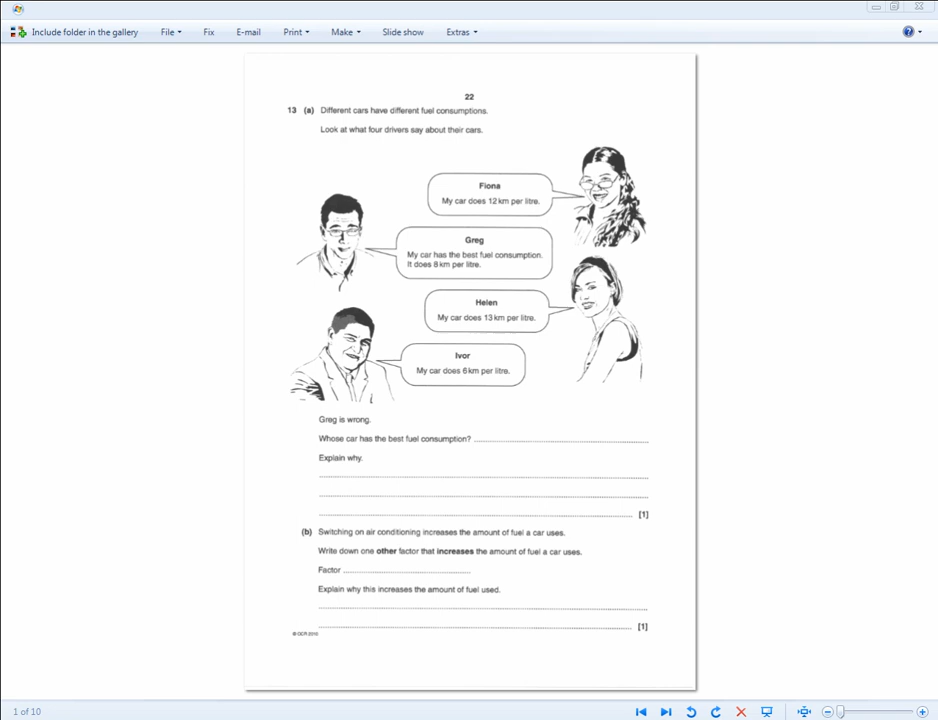 Include folder in the gallery File Fix E-mail Print Make Slide show Extras
22
13 (a) Different cars have different fuel consumptions.
Look at what four drivers say about their cars.
Fiona
My car does 12 km per litre.
Greg
My car has the best fuel consumption.
It does 8 km per litre.
Helen
My car does 13 km per litre.
Ivor
My car does 6 km per litre.
Greg is wrong.
Whose car has the best fuel consumption?
Explain why.
[1]
(b) Switching on air conditioning increases the amount of fuel a car uses.
Write down one other factor that increases the amount of fuel a car uses.
Factor
Explain why this increases the amount of fuel used.
[1]
© OCR 2010
1 of 10